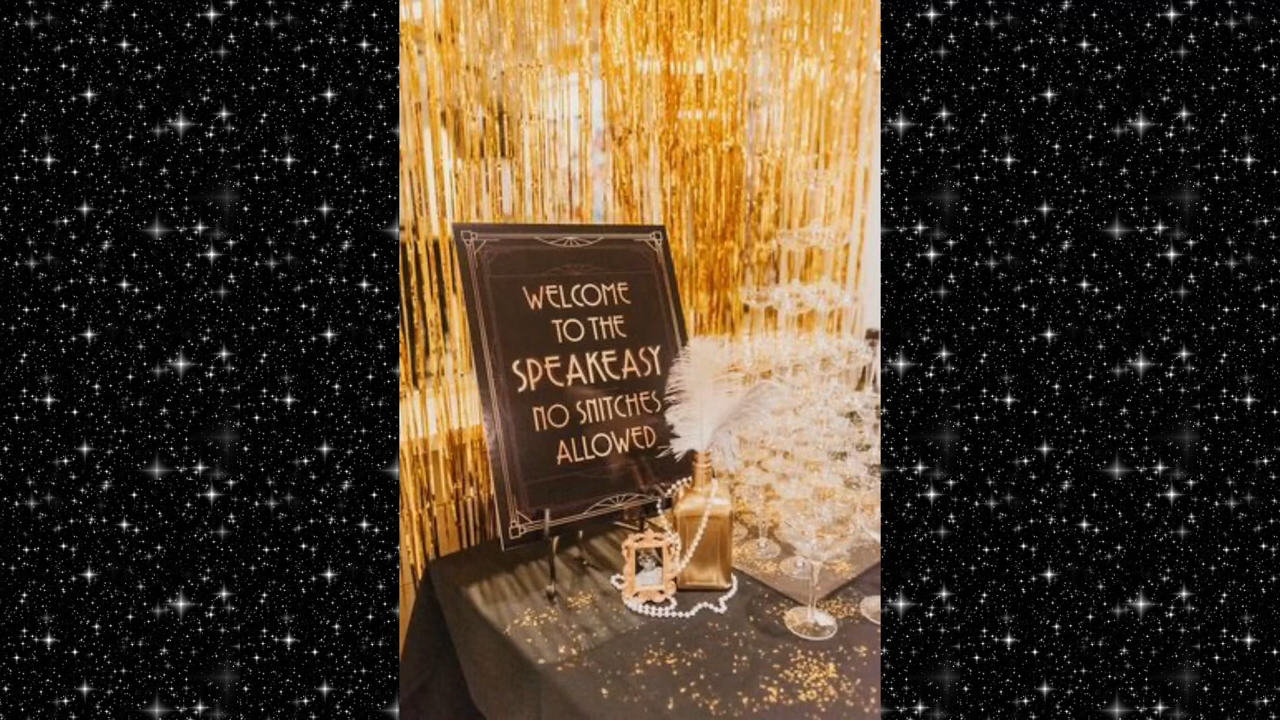 WELCOME
TO THE
SPEAKEASY
NO SNITCHES
ALLOWED